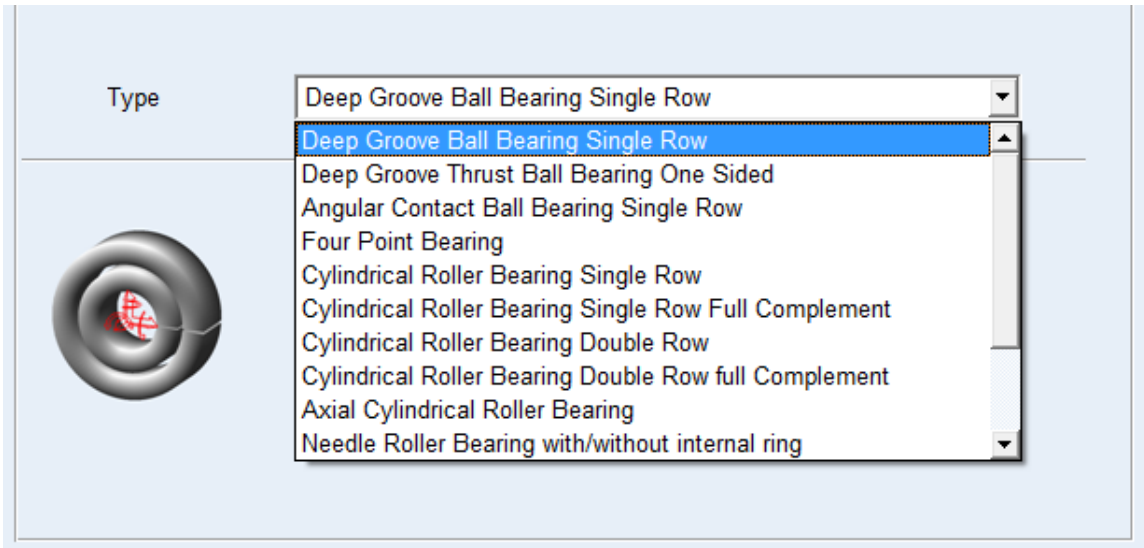 Type
Deep Groove Ball Bearing Single Row
Deep Groove Ball Bearing Single Row
Deep Groove Thrust Ball Bearing One Sided
Angular Contact Ball Bearing Single Row
Four Point Bearing
Cylindrical Roller Bearing Single Row
Cylindrical Roller Bearing Single Row Full Complement
Cylindrical Roller Bearing Double Row
Cylindrical Roller Bearing Double Row full Complement
Axial Cylindrical Roller Bearing
Needle Roller Bearing with/without internal ring